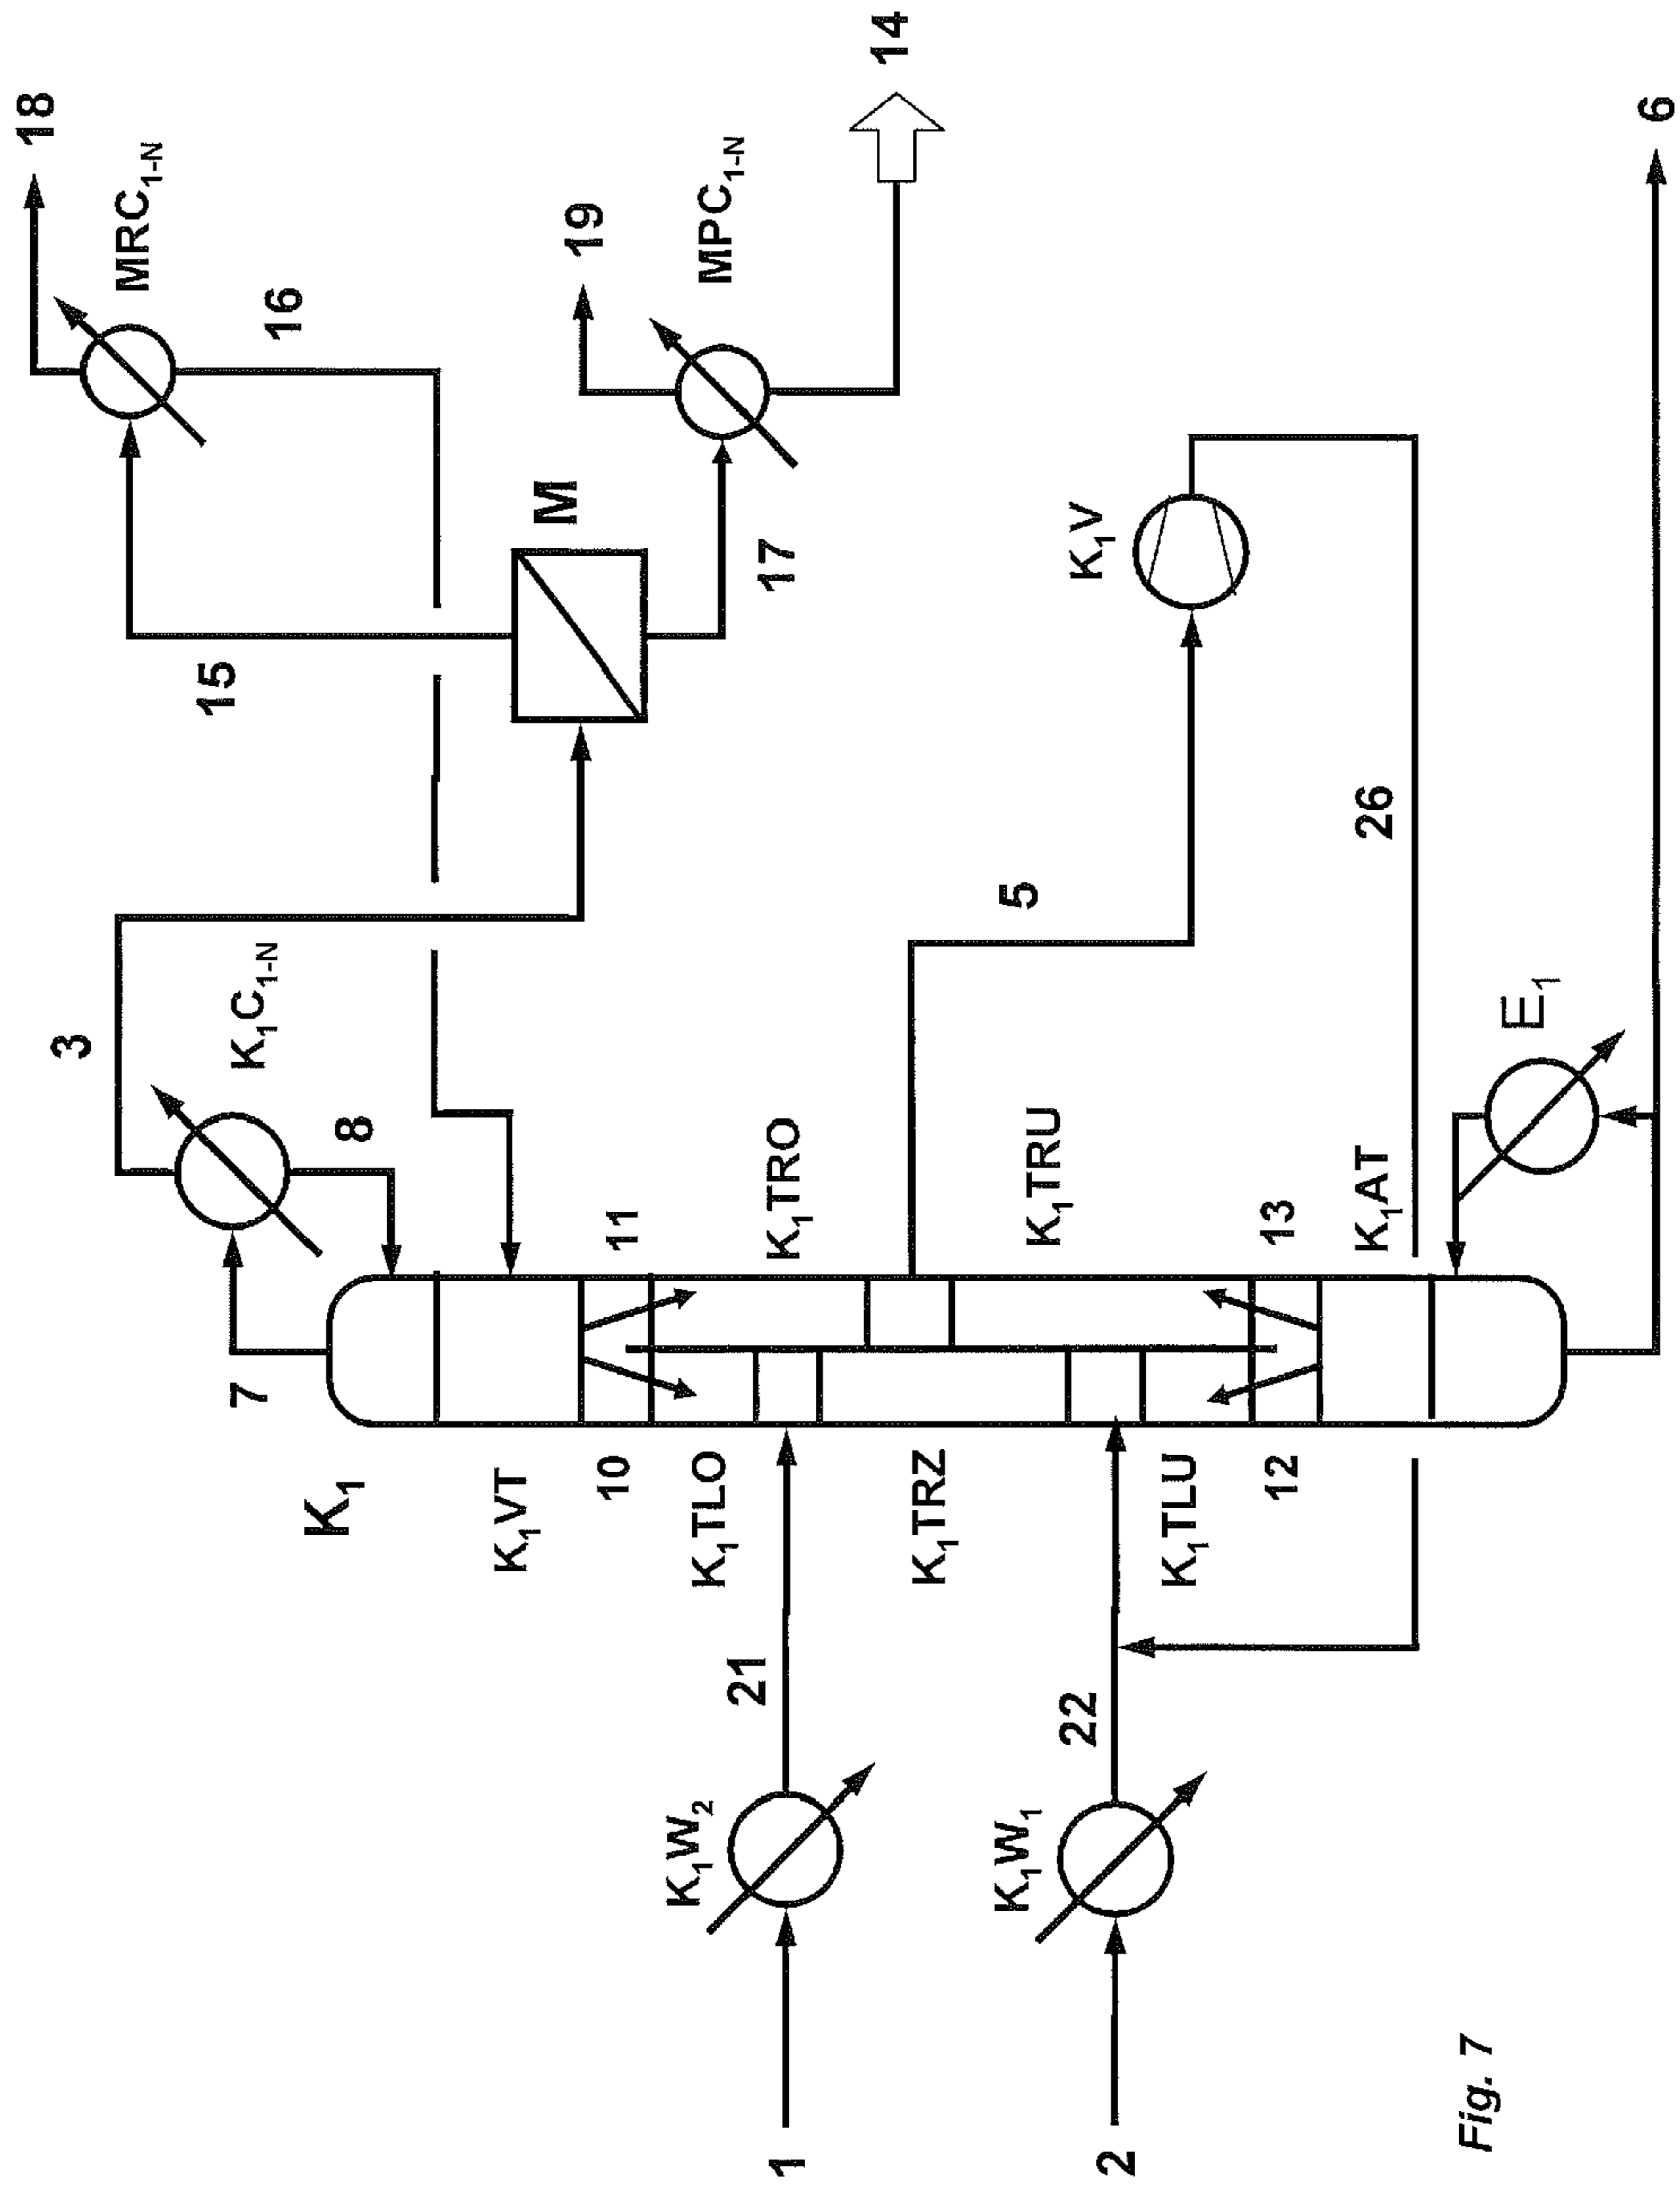 18
MRC1-N
16
15
3
K1C1-N
7
8
K1
K1VT
M
19
MPC1-N
17
14
10
11
K1TLO
K1TRO
1
K1W2
21
K1TRZ
5
K1V
K1TRU
2
K1W1
22
K1TLU
12
13
K1AT
26
E1
6
Fig. 7